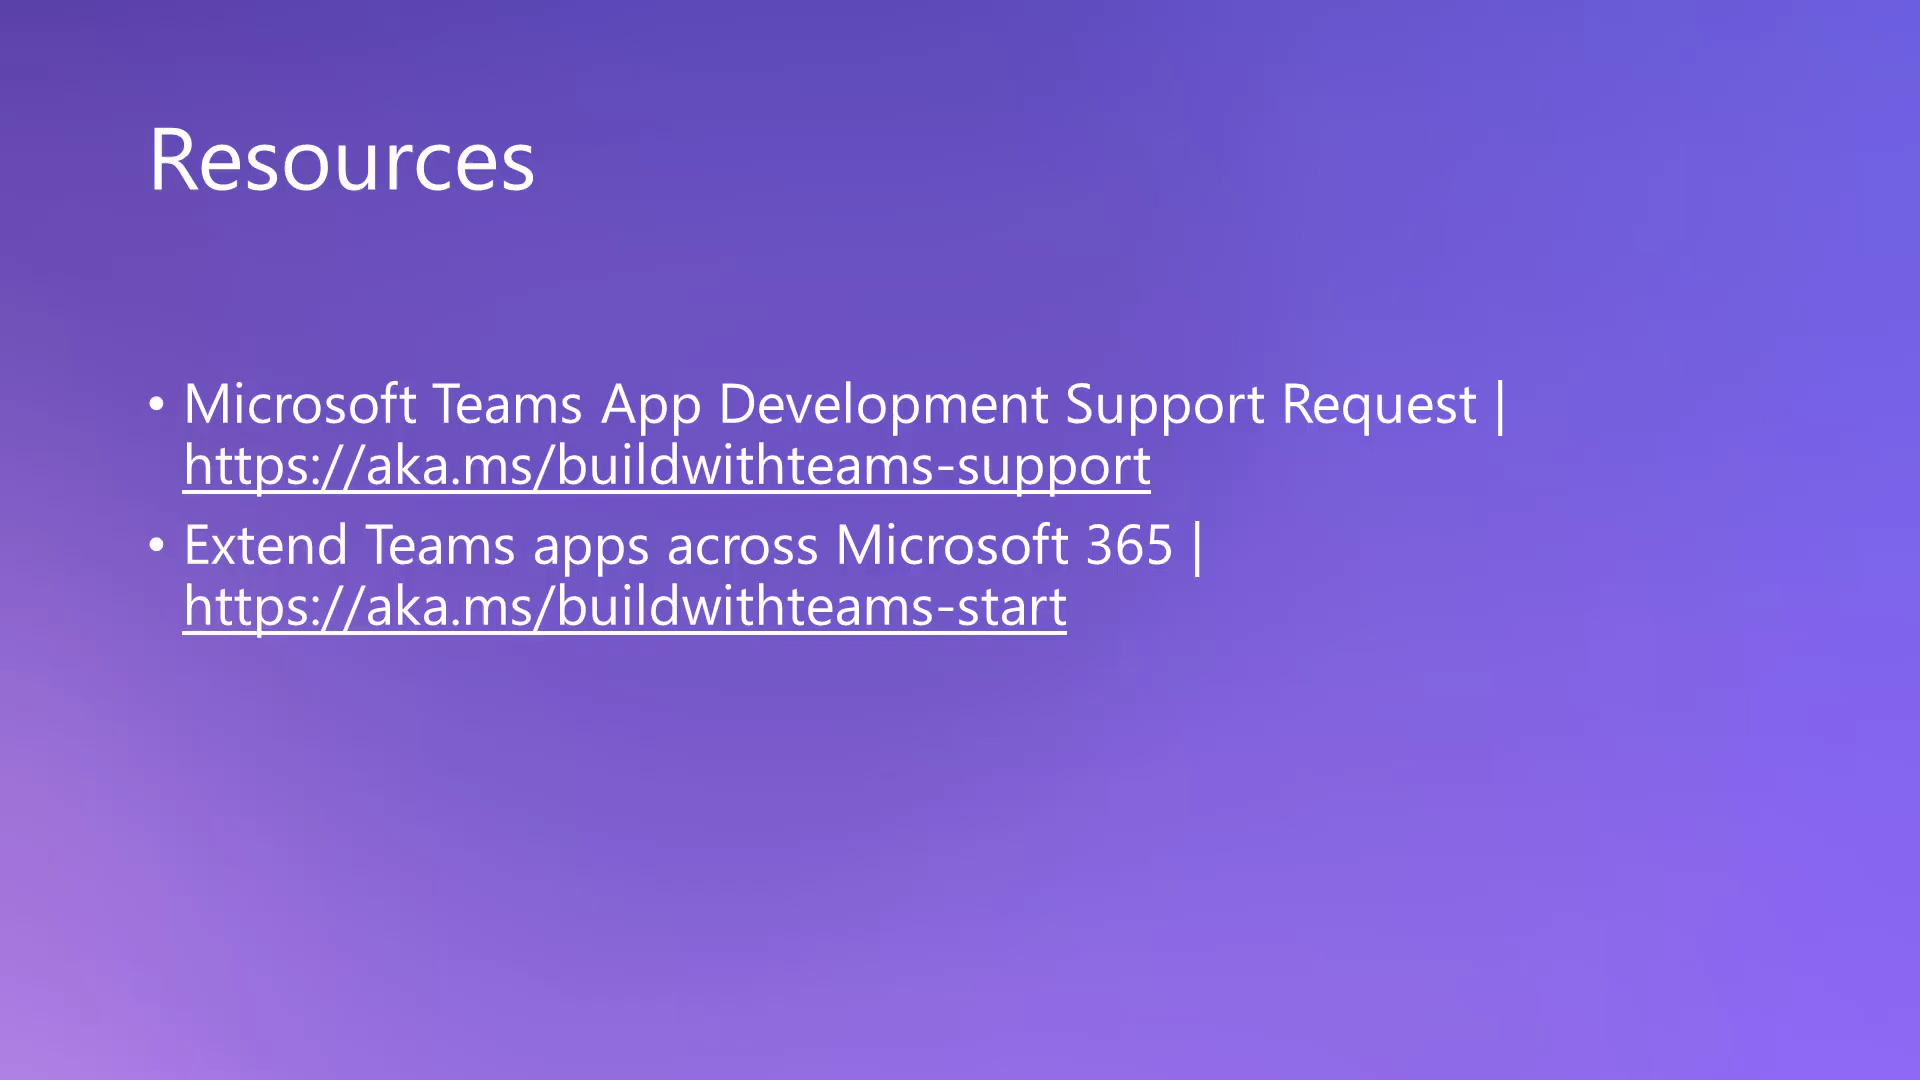 Resources
• Microsoft Teams App Development Support Request |
https://aka.ms/buildwithteams-support
• Extend Teams apps across Microsoft 365 |
https://aka.ms/buildwithteams-start